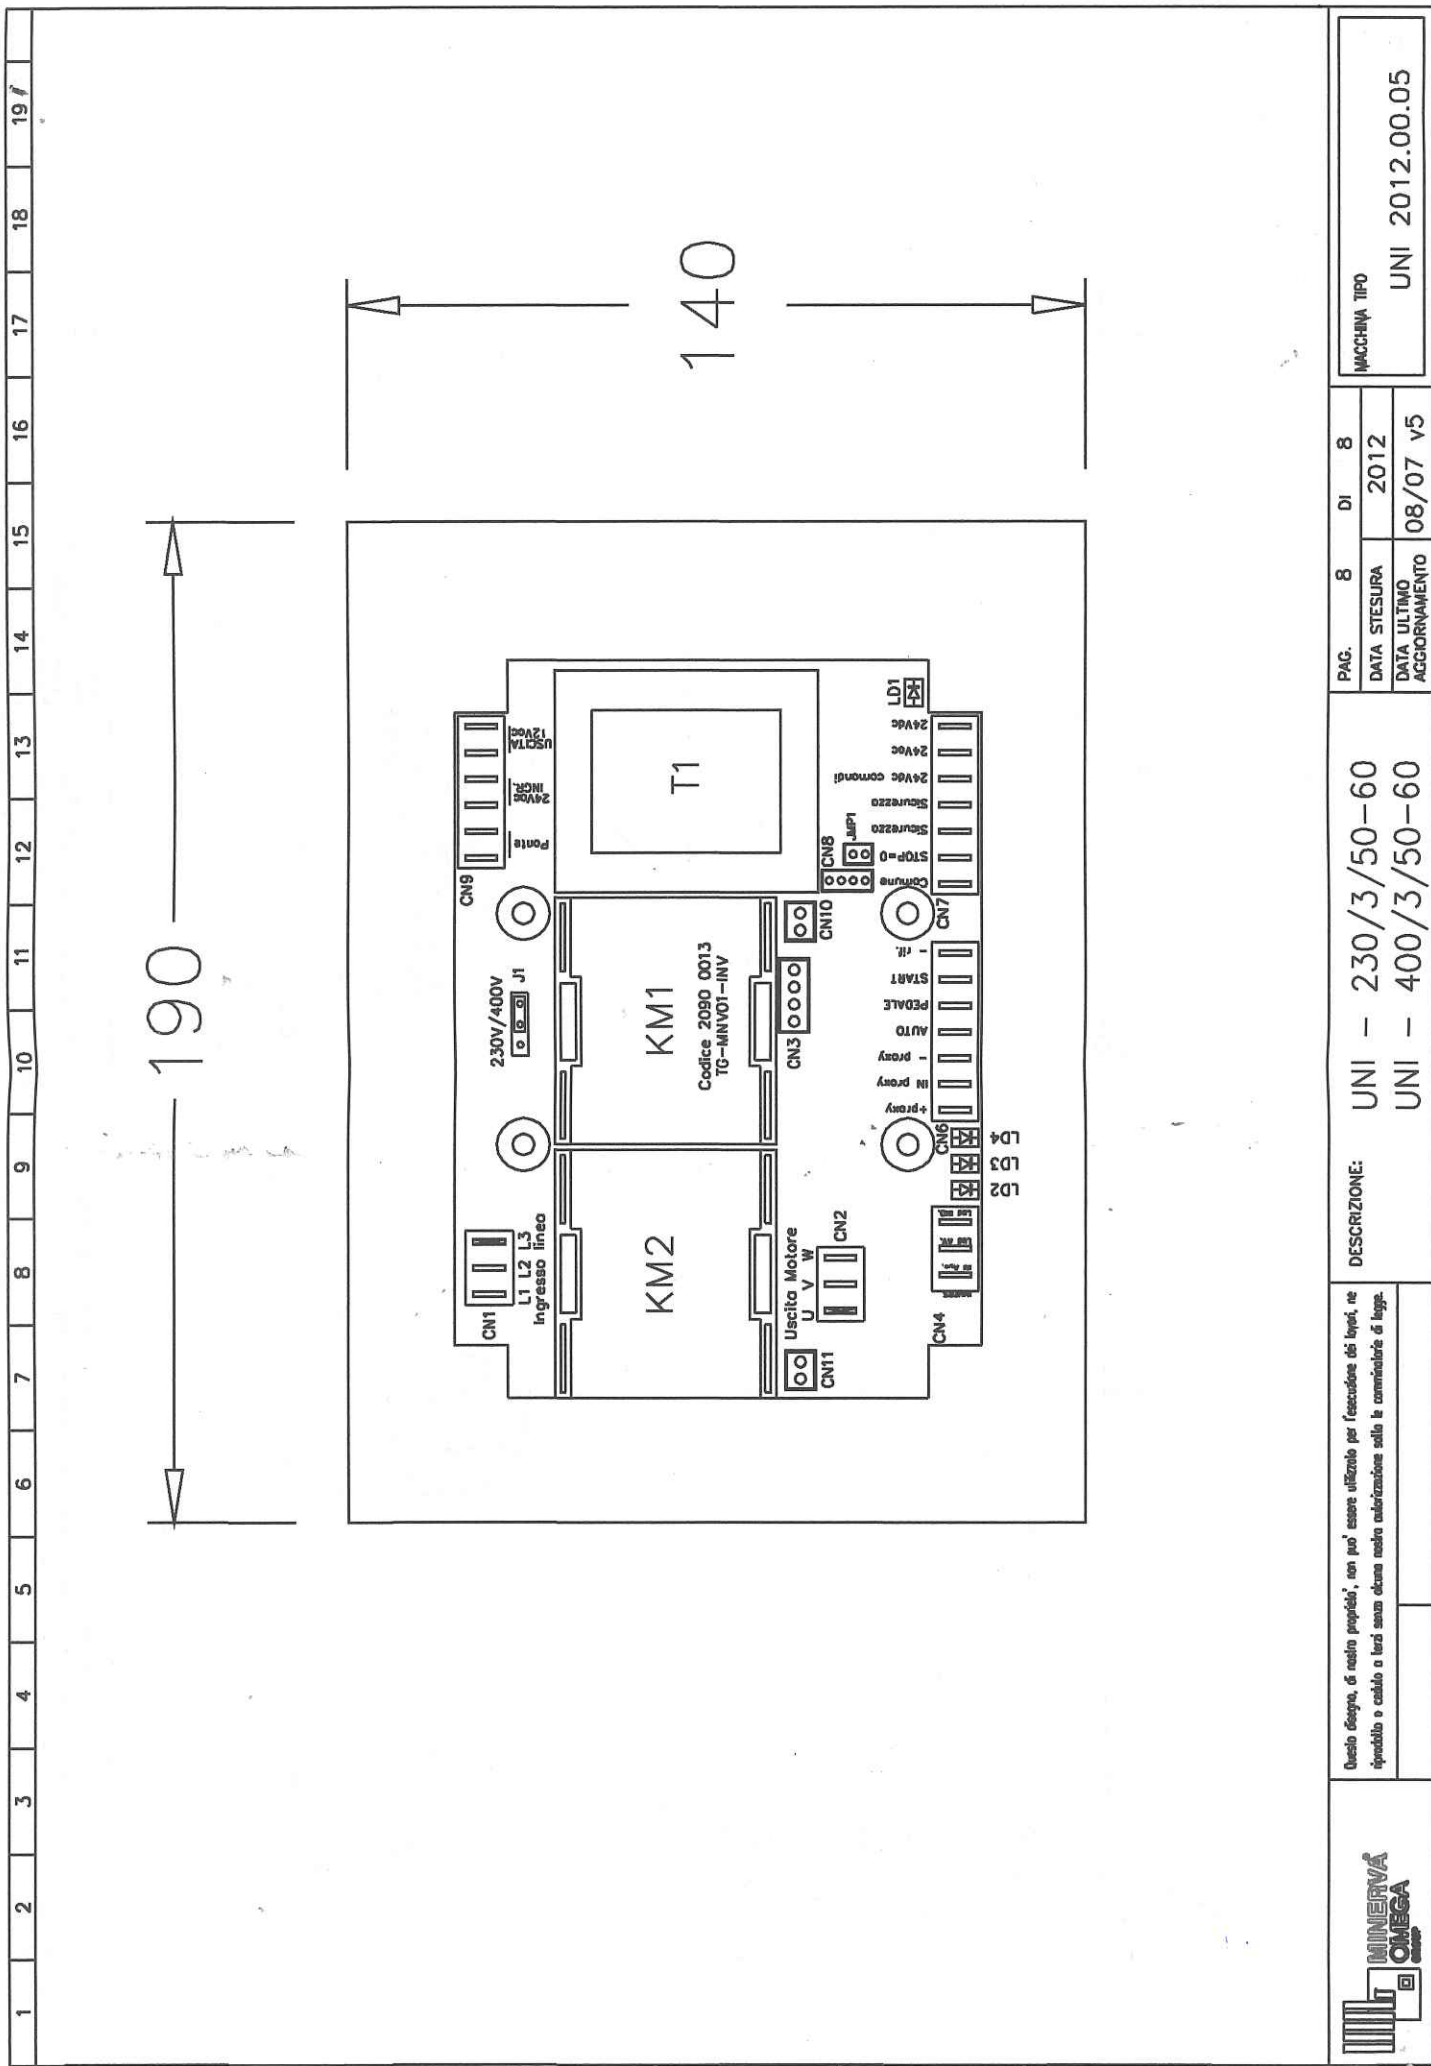 1 2 3 4 5 6 7 8 9 10 11 12 13 14 15 16 17 18 19
190
140
CN1
L1 L2 L3
Ingresso linea
230V/400V
J1
CN9
Ponte
24Vac
INGR.
USCITA
12Vac
KM2
KM1
Codice 2090 0013
TG-MNV01-INV
T1
Uscita Motore
U V W
CN2
CN11
CN3
CN10
CN8
JMP1
LD1
CN4
LD2
LD3
LD4
CN6
+proxy
IN proxy
- proxy
AUTO
PEDALE
START
- rif.
CN7
Comune
STOP=0
Sicurezza
Sicurezza
24Vdc comandi
24Vac
24Vdc
MINERVA
OMEGA
GROUP
Questo disegno, di nostra proprieta', non puo' essere utilizzato per l'esecuzione dei lavori, ne
riprodotto o ceduto a terzi senza alcuna nostra autorizzazione sotto le comminatorie di legge.
DESCRIZIONE:
UNI - 230/3/50-60
UNI - 400/3/50-60
PAG. 8 DI 8
DATA STESURA 2012
DATA ULTIMO
AGGIORNAMENTO 08/07 v5
MACCHINA TIPO
UNI 2012.00.05